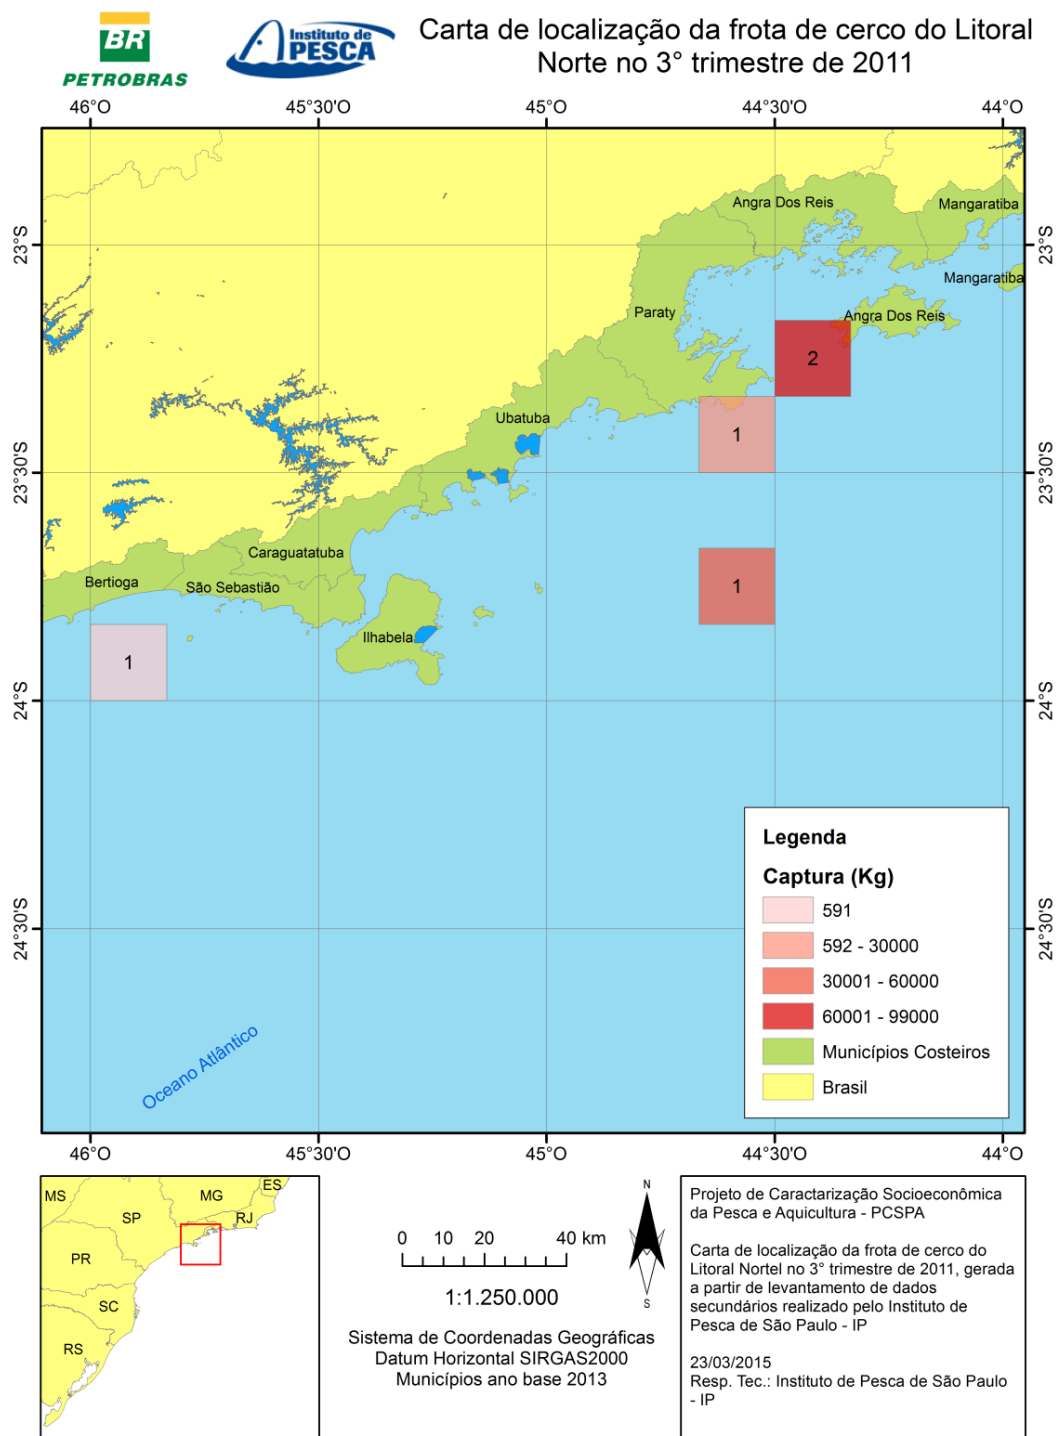 BR
PETROBRAS
Instituto de
PESCA
Carta de localização da frota de cerco do Litoral
Norte no 3° trimestre de 2011
46°O
45°30'O
45°O
44°30'O
44°O
23°S
23°S
23°30'S
23°30'S
24°S
24°S
24°30'S
24°30'S
Angra Dos Reis
Mangaratiba
Mangaratiba
Paraty
Angra Dos Reis
2
Ubatuba
1
Caraguatatuba
Bertioga
São Sebastião
1
Ilhabela
1
Oceano Atlântico
Legenda
Captura (Kg)
591
592 - 30000
30001 - 60000
60001 - 99000
Municípios Costeiros
Brasil
46°O
45°30'O
45°O
44°30'O
44°O
MS
MG
ES
SP
RJ
PR
SC
RS
0 10 20 40 km
1:1.250.000
N
S
Sistema de Coordenadas Geográficas
Datum Horizontal SIRGAS2000
Municípios ano base 2013
Projeto de Caractarização Socioeconômica
da Pesca e Aquicultura - PCSPA
Carta de localização da frota de cerco do
Litoral Nortel no 3° trimestre de 2011, gerada
a partir de levantamento de dados
secundários realizado pelo Instituto de
Pesca de São Paulo - IP
23/03/2015
Resp. Tec.: Instituto de Pesca de São Paulo
- IP